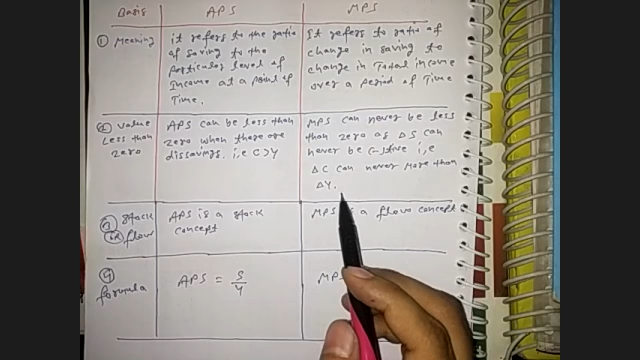 Basis APS MPS
① Meaning
it refers to the ratio
of saving to the
particular level of
Income at a point of
Time.
It refers to ratio of
change in saving to
change in Total income
over a period of Time
② Value
Less than
zero
APS can be less than
zero when there are
dissavings. i,e C>Y
MPS can never be less
than zero as ΔS can
never be (-)tive i,e
ΔC can never more than
ΔY.
③ Stock
OR flow
APS is a stock
concept
MPS a flow concept
④
Formula
APS = S/Y
MPS